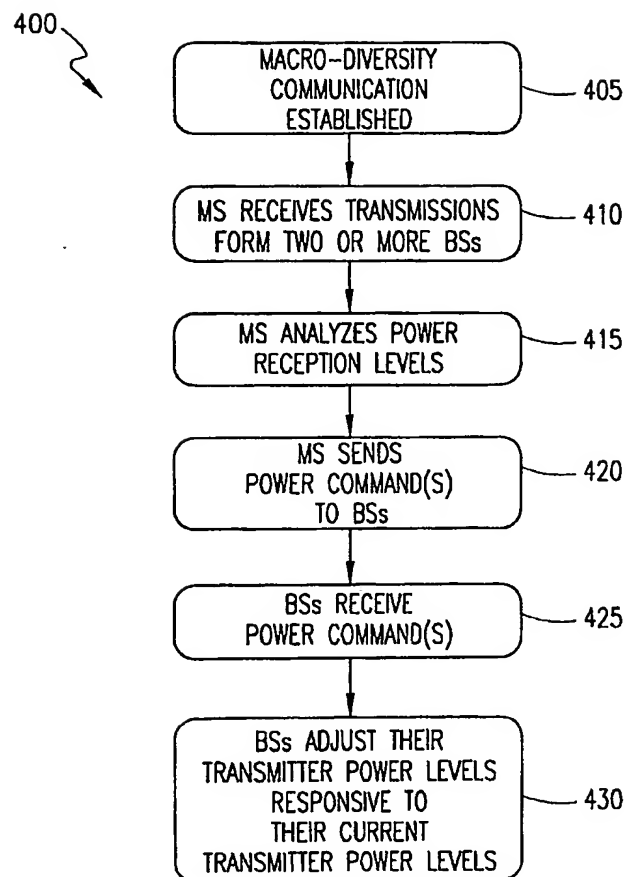 400
MACRO-DIVERSITY
COMMUNICATION
ESTABLISHED
405
MS RECEIVES TRANSMISSIONS
FORM TWO OR MORE BSs
410
MS ANALYZES POWER
RECEPTION LEVELS
415
MS SENDS
POWER COMMAND(S)
TO BSs
420
BSs RECEIVE
POWER COMMAND(S)
425
BSs ADJUST THEIR
TRANSMITTER POWER LEVELS
RESPONSIVE TO
THEIR CURRENT
TRANSMITTER POWER LEVELS
430